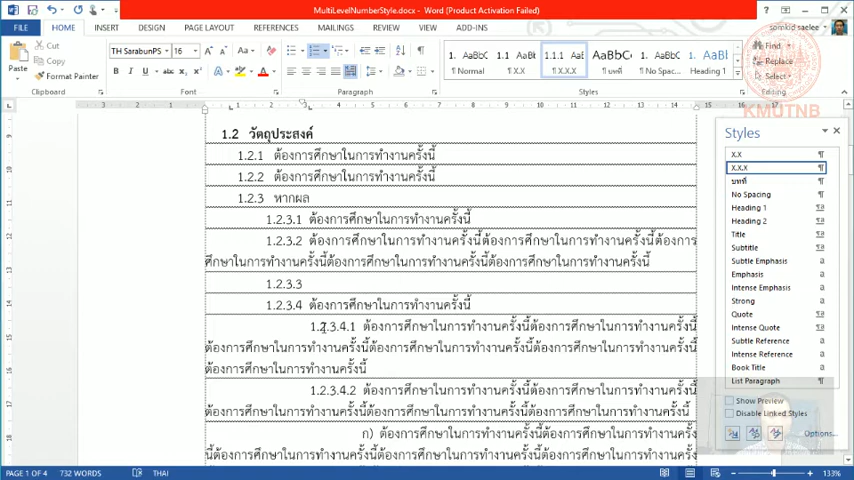 MultiLevelNumberStyle.docx - Word (Product Activation Failed)
FILE HOME INSERT DESIGN PAGE LAYOUT REFERENCES MAILINGS REVIEW VIEW ADD-INS somkid saelee
Cut
Copy
Format Painter
Paste
TH SarabunPS 16
1. AaBbC 1.1 AaBbC 1.1.1 AaE AaBbC AaBbC 1. AaBb
¶ Normal ¶ X.X ¶ X.X.X ¶ บทที่ ¶ No Spac... Heading 1
Find
Replace
Select
Clipboard Font Paragraph Styles Editing
KMUTNB
1.2 วัตถุประสงค์
1.2.1 ต้องการศึกษาในการทำงานครั้งนี้
1.2.2 ต้องการศึกษาในการทำงานครั้งนี้
1.2.3 หากผล
1.2.3.1 ต้องการศึกษาในการทำงานครั้งนี้
1.2.3.2 ต้องการศึกษาในการทำงานครั้งนี้ต้องการศึกษาในการทำงานครั้งนี้ต้องการ
ศึกษาในการทำงานครั้งนี้ต้องการศึกษาในการทำงานครั้งนี้ต้องการศึกษาในการทำงานครั้งนี้
1.2.3.3
1.2.3.4 ต้องการศึกษาในการทำงานครั้งนี้
1.2.3.4.1 ต้องการศึกษาในการทำงานครั้งนี้ต้องการศึกษาในการทำงานครั้งนี้
ต้องการศึกษาในการทำงานครั้งนี้ต้องการศึกษาในการทำงานครั้งนี้ต้องการศึกษาในการทำงานครั้งนี้
ต้องการศึกษาในการทำงานครั้งนี้
1.2.3.4.2 ต้องการศึกษาในการทำงานครั้งนี้ต้องการศึกษาในการทำงานครั้งนี้
ต้องการศึกษาในการทำงานครั้งนี้ต้องการศึกษาในการทำงานครั้งนี้ต้องการศึกษาในการทำงานครั้งนี้
ก) ต้องการศึกษาในการทำงานครั้งนี้ต้องการศึกษาในการทำงานครั้ง
นี้ต้องการศึกษาในการทำงานครั้งนี้ต้องการศึกษาในการทำงานครั้งนี้ต้องการศึกษาในการทำงานครั้ง
Styles
X.X
X.X.X
บทที่
No Spacing
Heading 1
Heading 2
Title
Subtitle
Subtle Emphasis
Emphasis
Intense Emphasis
Strong
Quote
Intense Quote
Subtle Reference
Intense Reference
Book Title
List Paragraph
Show Preview
Disable Linked Styles
Options...
PAGE 1 OF 4 732 WORDS THAI 133%